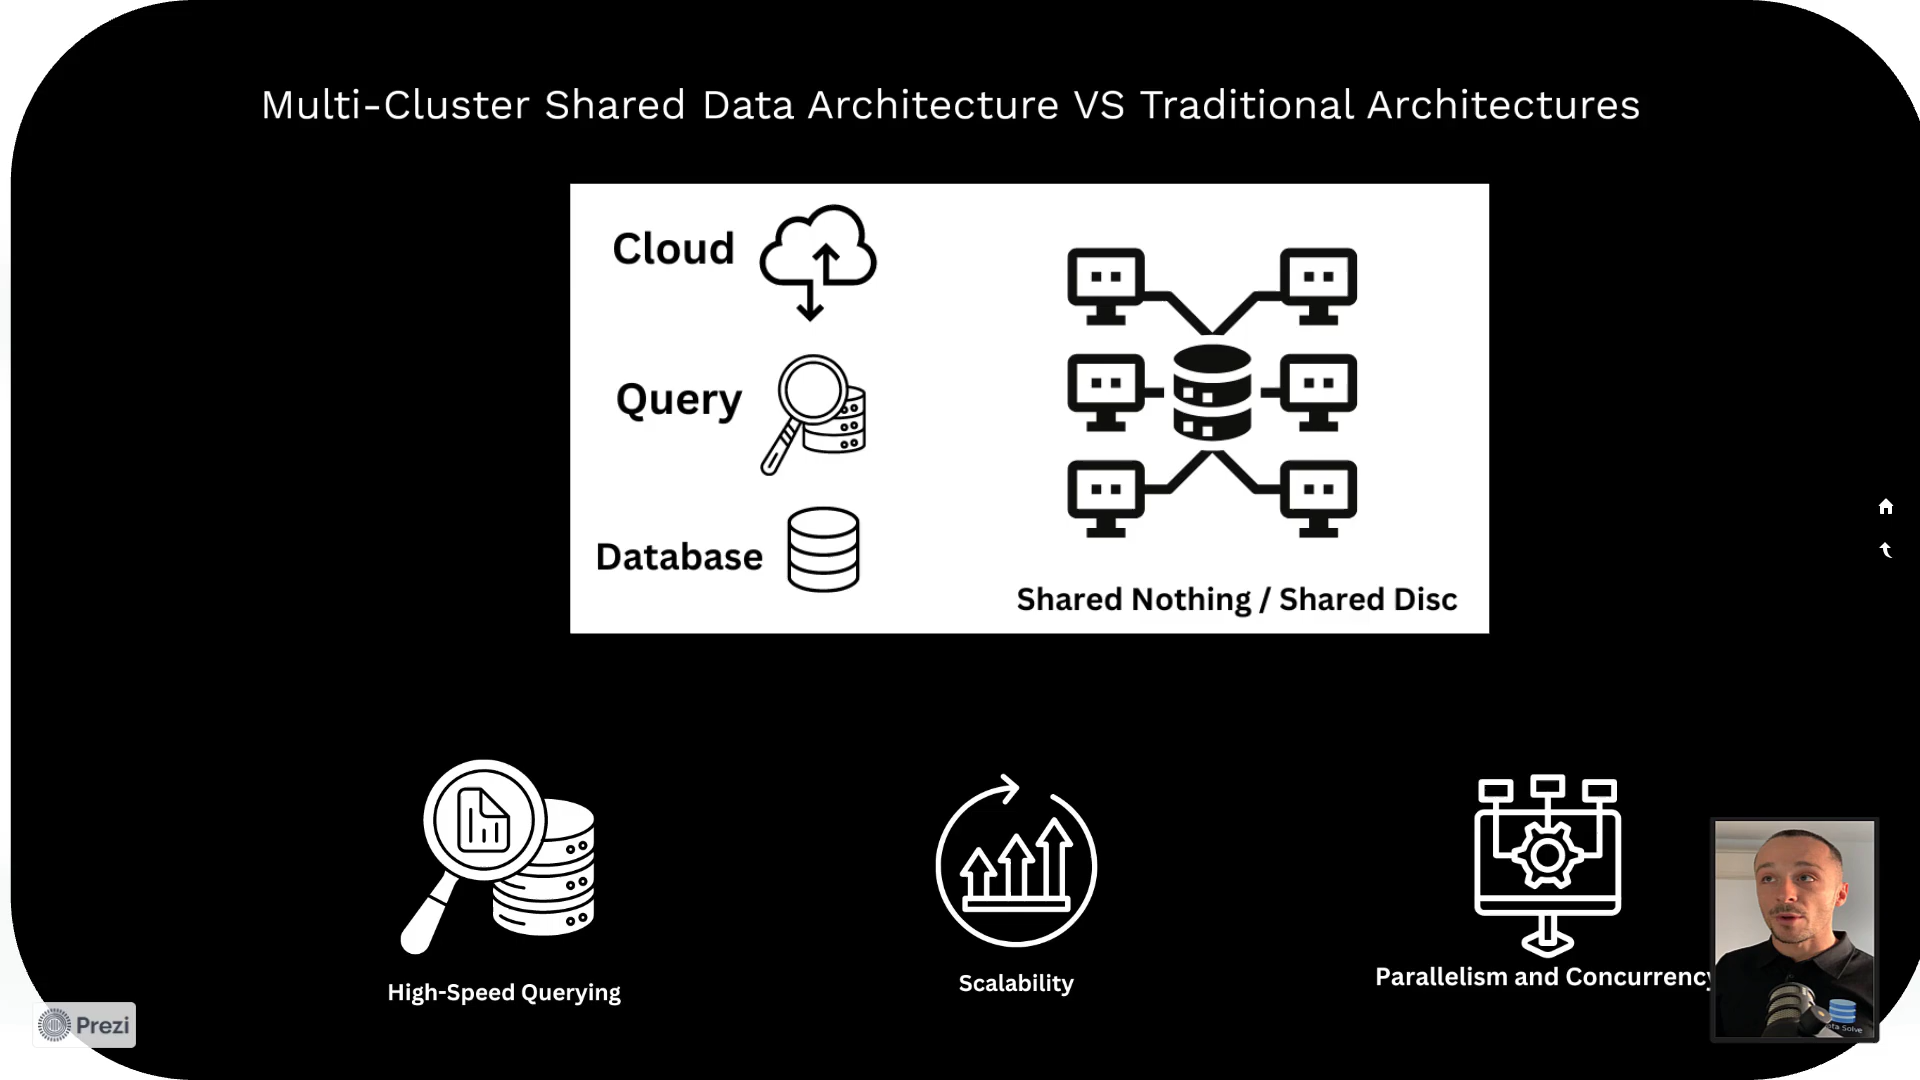 Multi-Cluster Shared Data Architecture VS Traditional Architectures
Cloud
Query
Database
Shared Nothing / Shared Disc
High-Speed Querying
Scalability
Parallelism and Concurrency
Prezi
Solve